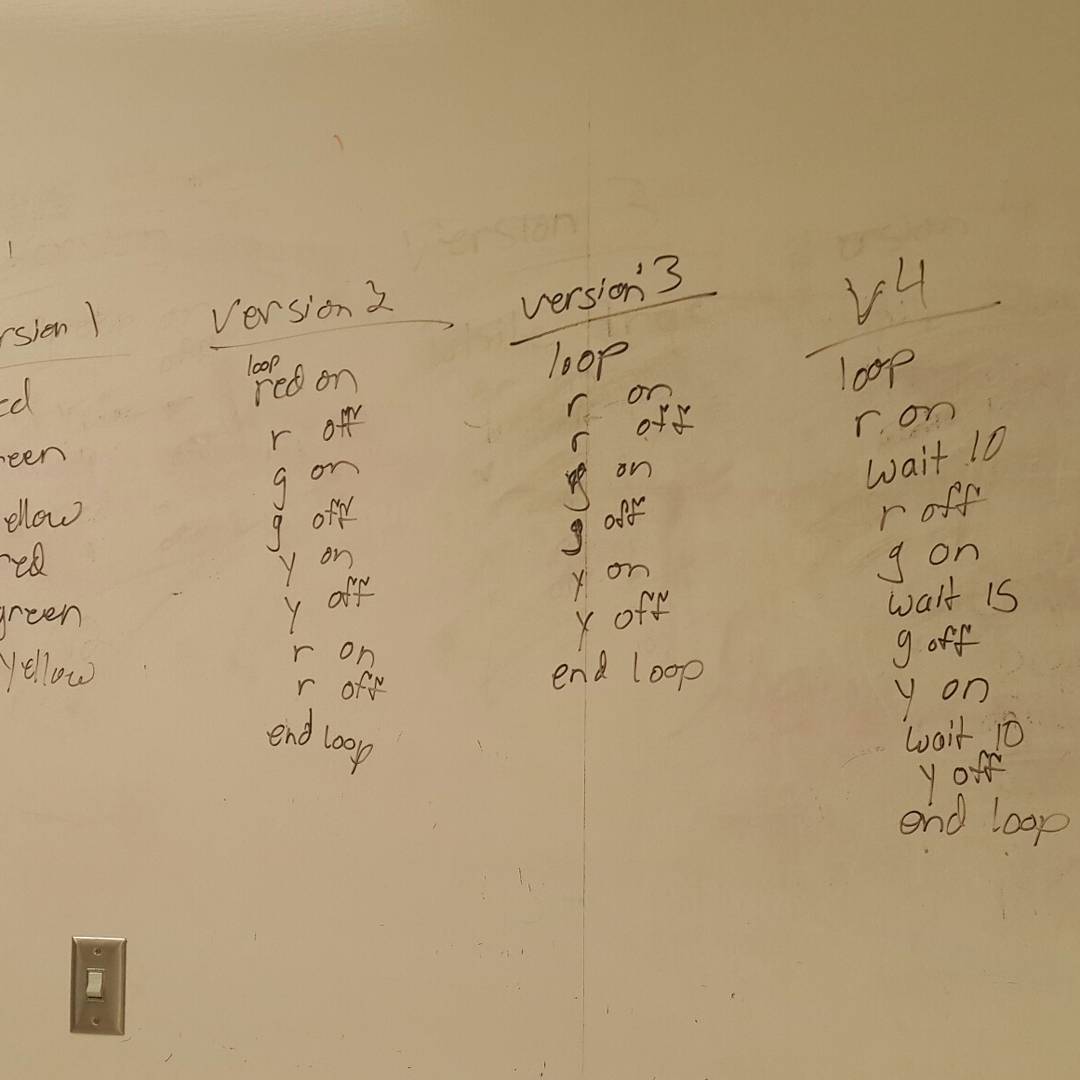 rsion 1
ed
reen
ellow
red
green
yellow
version 2
loop
red on
r off
g on
g off
y on
y off
r on
r off
end loop
version 3
loop
r on
r off
g on
g off
y on
y off
end loop
V4
loop
r on
wait 10
r off
g on
wait 15
g off
y on
wait 10
y off
end loop